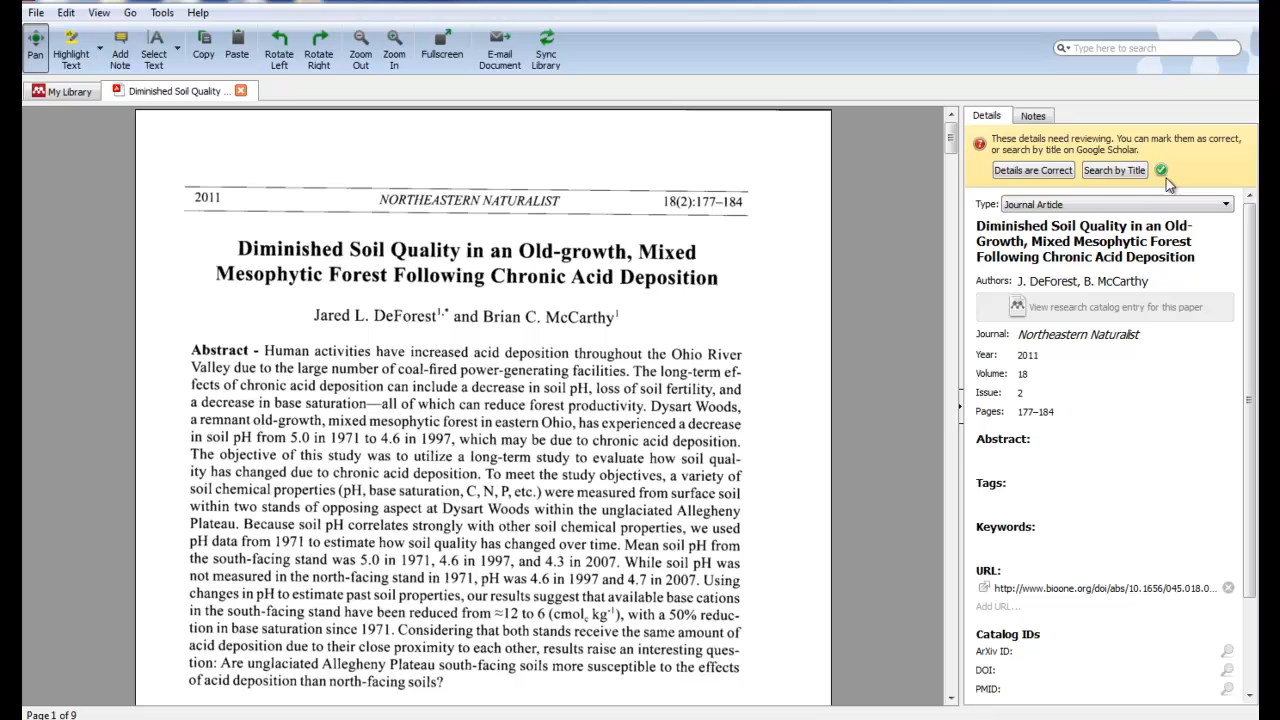 File Edit View Go Tools Help
Pan Highlight Text Add Note Select Text Copy Paste Rotate Left Rotate Right Zoom Out Zoom In Fullscreen E-mail Document Sync Library
Type here to search
My Library Diminished Soil Quality ...
2011 NORTHEASTERN NATURALIST 18(2):177–184
Diminished Soil Quality in an Old-growth, Mixed
Mesophytic Forest Following Chronic Acid Deposition
Jared L. DeForest1,* and Brian C. McCarthy1
Abstract - Human activities have increased acid deposition throughout the Ohio River
Valley due to the large number of coal-fired power-generating facilities. The long-term ef-
fects of chronic acid deposition can include a decrease in soil pH, loss of soil fertility, and
a decrease in base saturation—all of which can reduce forest productivity. Dysart Woods,
a remnant old-growth, mixed mesophytic forest in eastern Ohio, has experienced a decrease
in soil pH from 5.0 in 1971 to 4.6 in 1997, which may be due to chronic acid deposition.
The objective of this study was to utilize a long-term study to evaluate how soil qual-
ity has changed due to chronic acid deposition. To meet the study objectives, a variety of
soil chemical properties (pH, base saturation, C, N, P, etc.) were measured from surface soil
within two stands of opposing aspect at Dysart Woods within the unglaciated Allegheny
Plateau. Because soil pH correlates strongly with other soil chemical properties, we used
pH data from 1971 to estimate how soil quality has changed over time. Mean soil pH from
the south-facing stand was 5.0 in 1971, 4.6 in 1997, and 4.3 in 2007. While soil pH was
not measured in the north-facing stand in 1971, pH was 4.6 in 1997 and 4.7 in 2007. Using
changes in pH to estimate past soil properties, our results suggest that available base cations
in the south-facing stand have been reduced from ≈12 to 6 (cmolc kg-1), with a 50% reduc-
tion in base saturation since 1971. Considering that both stands receive the same amount of
acid deposition due to their close proximity to each other, results raise an interesting ques-
tion: Are unglaciated Allegheny Plateau south-facing soils more susceptible to the effects
of acid deposition than north-facing soils?
Details Notes
These details need reviewing. You can mark them as correct,
or search by title on Google Scholar.
Details are Correct Search by Title
Type: Journal Article
Diminished Soil Quality in an Old-
Growth, Mixed Mesophytic Forest
Following Chronic Acid Deposition
Authors: J. DeForest, B. McCarthy
View research catalog entry for this paper
Journal: Northeastern Naturalist
Year: 2011
Volume: 18
Issue: 2
Pages: 177-184
Abstract:
Tags:
Keywords:
URL:
http://www.bioone.org/doi/abs/10.1656/045.018.0...
Add URL...
Catalog IDs
ArXiv ID:
DOI:
PMID:
Page 1 of 9